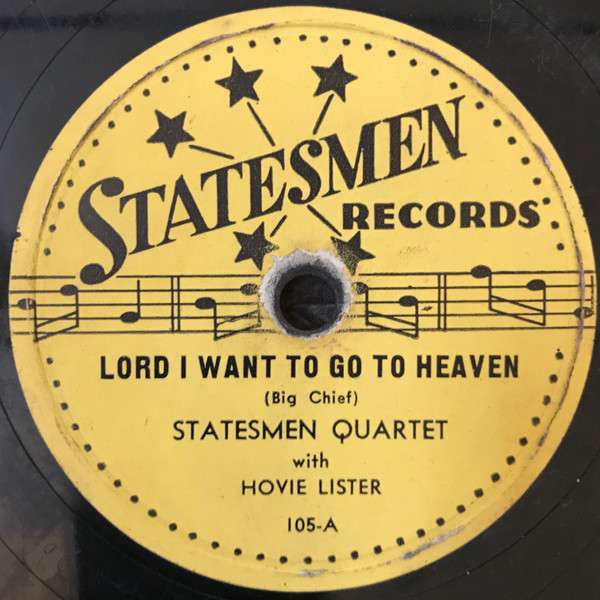 STATESMEN
RECORDS
LORD I WANT TO GO TO HEAVEN
(Big Chief)
STATESMEN QUARTET
with
HOVIE LISTER
105-A